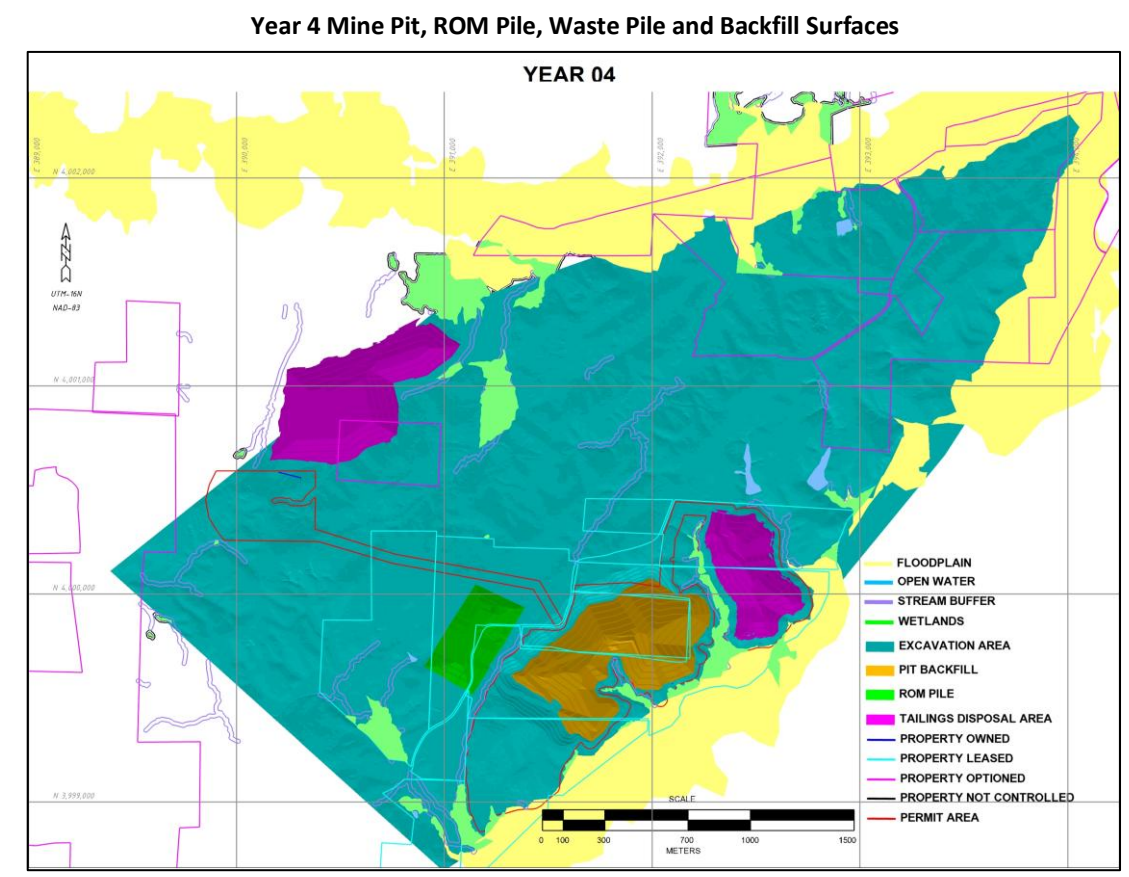 Year 4 Mine Pit, ROM Pile, Waste Pile and Backfill Surfaces
YEAR 04
E 389,000
E 390,000
E 391,000
E 392,000
E 393,000
E 394,000
N 4,002,000
N
UTM-16N
NAD-83
N 4,001,000
N 4,000,000
N 3,999,000
FLOODPLAIN
OPEN WATER
STREAM BUFFER
WETLANDS
EXCAVATION AREA
PIT BACKFILL
ROM PILE
TAILINGS DISPOSAL AREA
PROPERTY OWNED
PROPERTY LEASED
PROPERTY OPTIONED
PROPERTY NOT CONTROLLED
PERMIT AREA
SCALE
0 100 300 700 1000 1500
METERS